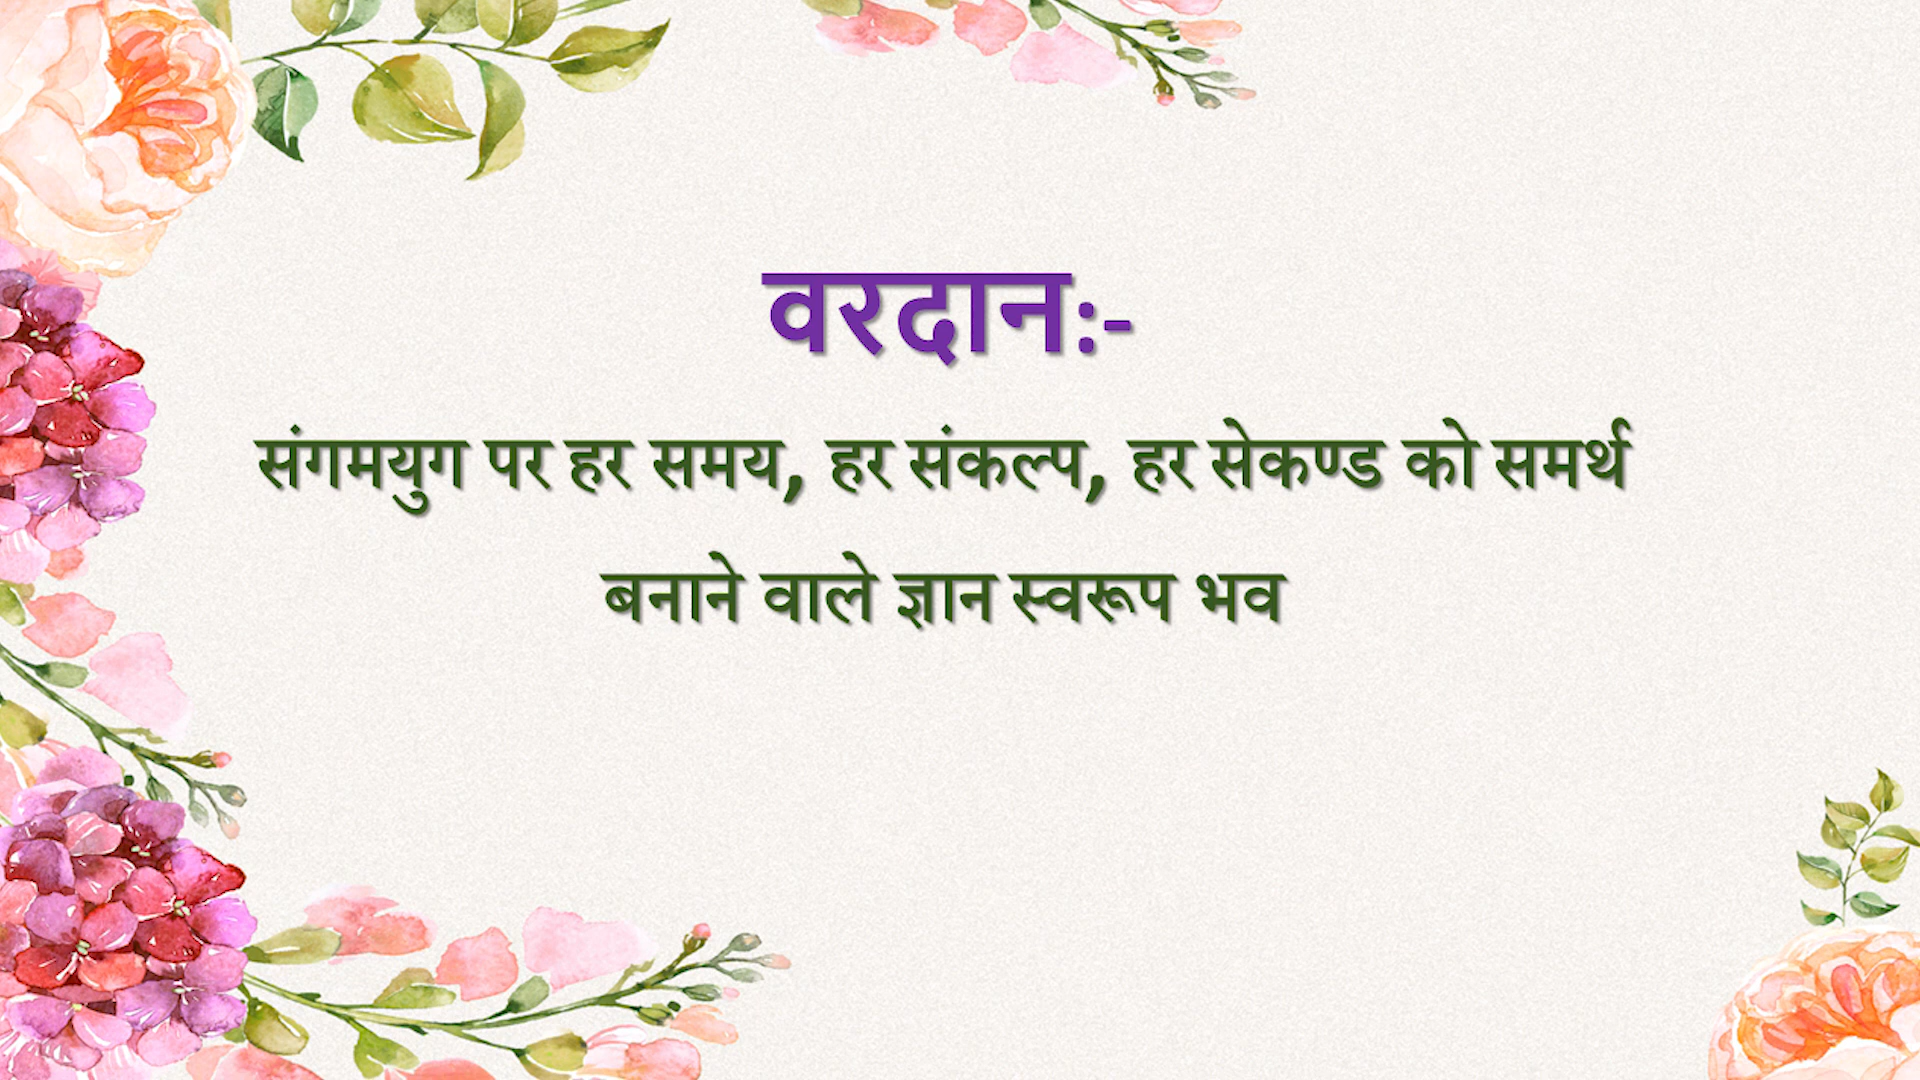 वरदान:-
संगमयुग पर हर समय, हर संकल्प, हर सेकण्ड को समर्थ
बनाने वाले ज्ञान स्वरूप भव